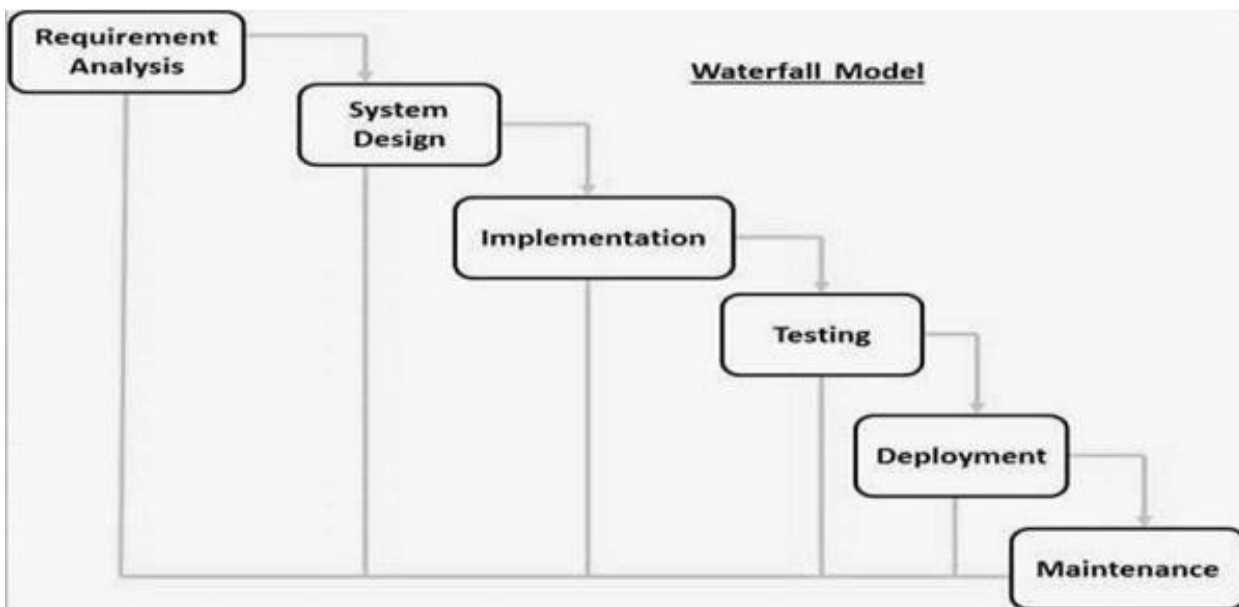 Requirement
Analysis
Waterfall Model
System
Design
Implementation
Testing
Deployment
Maintenance